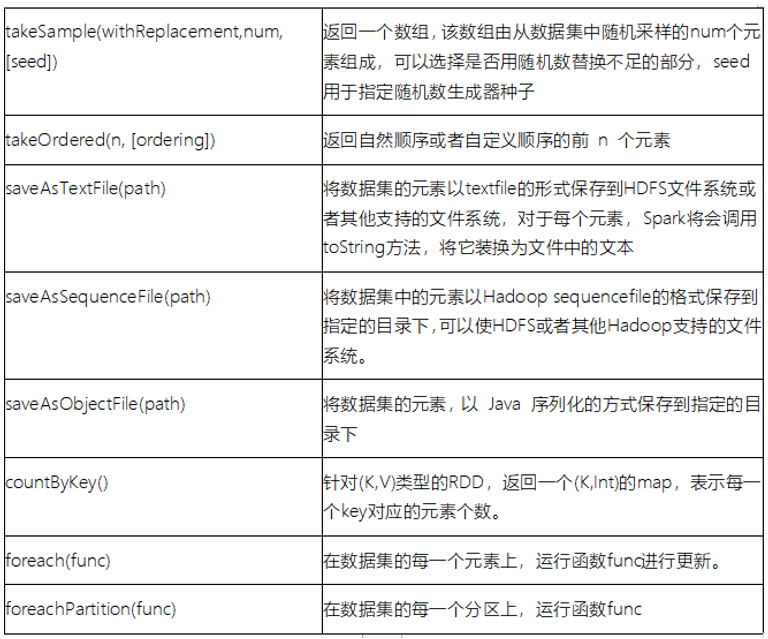 takeSample(withReplacement,num,
[seed])
返回一个数组,该数组由从数据集中随机采样的num个元
素组成，可以选择是否用随机数替换不足的部分，seed
用于指定随机数生成器种子
takeOrdered(n, [ordering])
返回自然顺序或者自定义顺序的前 n 个元素
saveAsTextFile(path)
将数据集的元素以textfile的形式保存到HDFS文件系统或
者其他支持的文件系统，对于每个元素，Spark将会调用
toString方法，将它装换为文件中的文本
saveAsSequenceFile(path)
将数据集中的元素以Hadoop sequencefile的格式保存到
指定的目录下,可以使HDFS或者其他Hadoop支持的文件
系统。
saveAsObjectFile(path)
将数据集的元素，以 Java 序列化的方式保存到指定的目
录下
countByKey()
针对(K,V)类型的RDD，返回一个(K,Int)的map，表示每一
个key对应的元素个数。
foreach(func)
在数据集的每一个元素上，运行函数func进行更新。
foreachPartition(func)
在数据集的每一个分区上，运行函数func